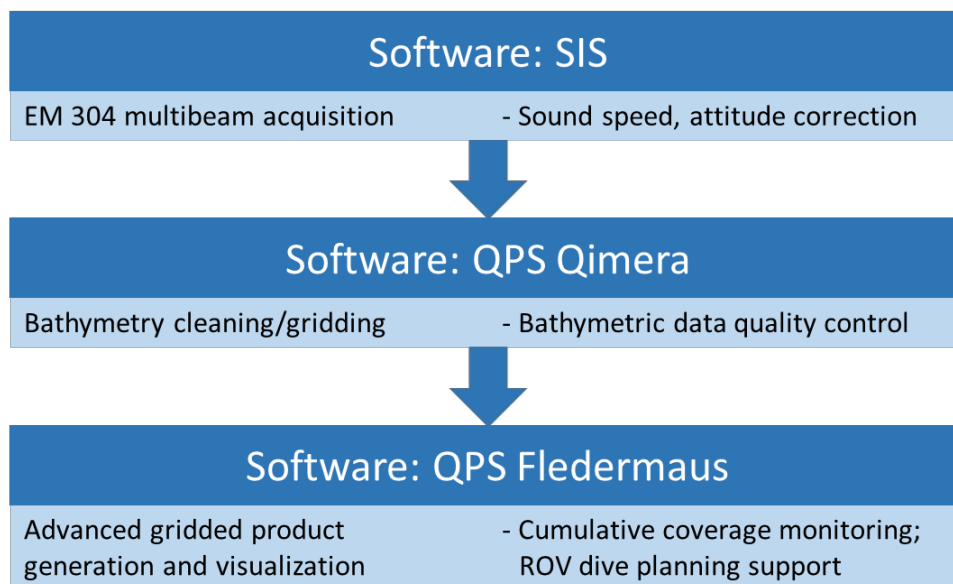 Software: SIS
EM 304 multibeam acquisition - Sound speed, attitude correction
Software: QPS Qimera
Bathymetry cleaning/gridding - Bathymetric data quality control
Software: QPS Fledermaus
Advanced gridded product
generation and visualization
- Cumulative coverage monitoring;
ROV dive planning support